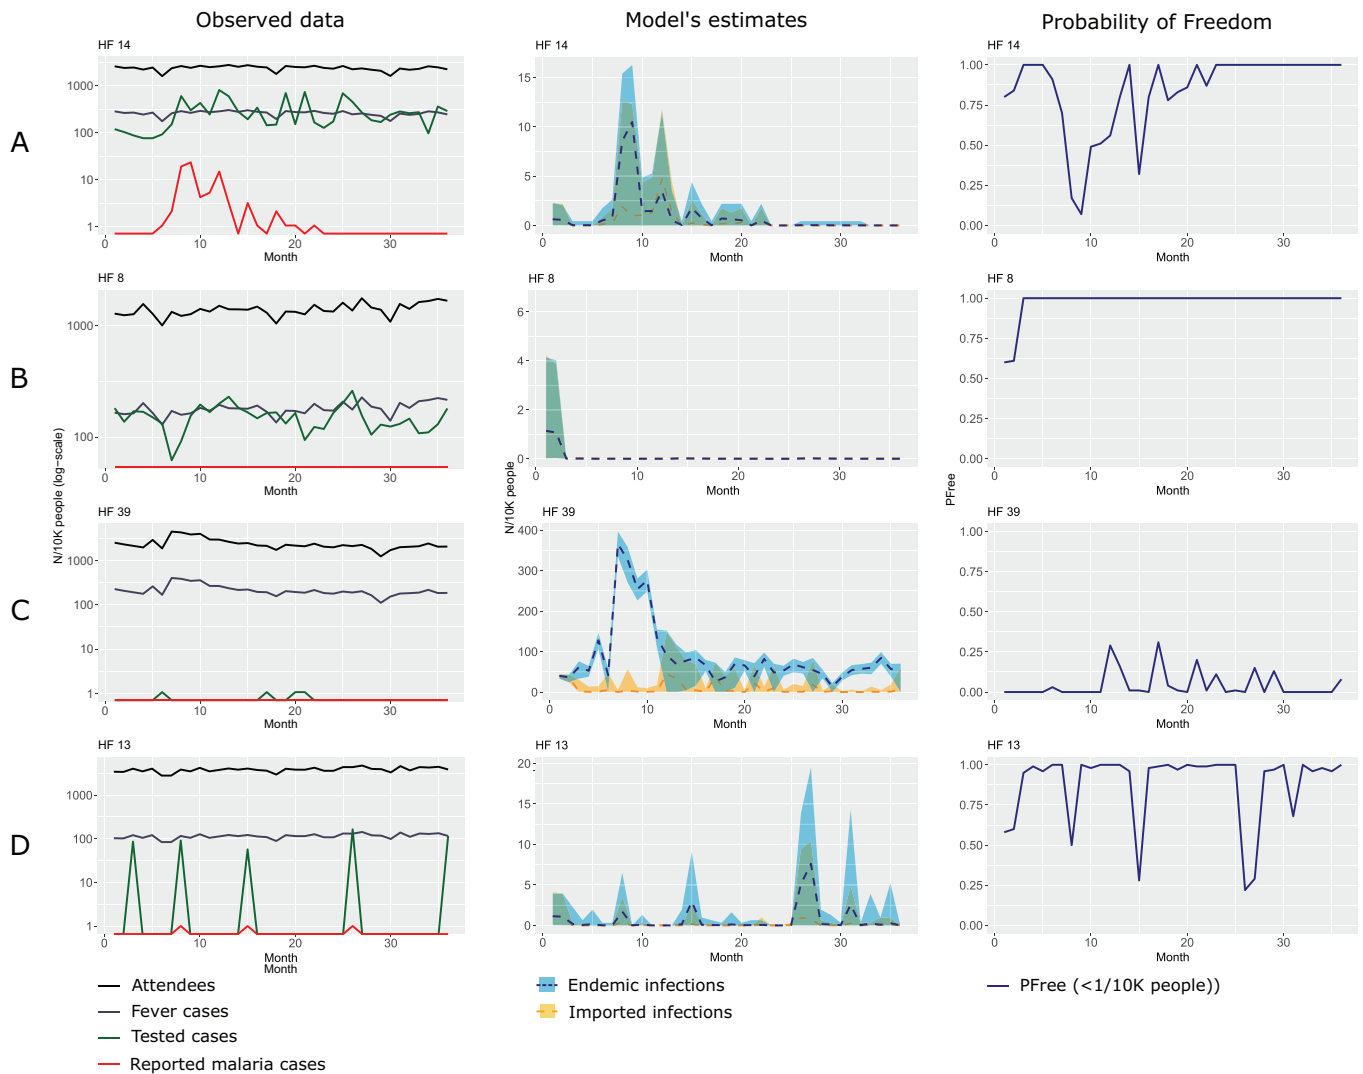 Observed data
Model's estimates
Probability of Freedom
A
HF 14
1000
100
10
1
0 10 20 30
Month
HF 14
15
10
5
0
0 10 20 30
Month
HF 14
1.00
0.75
0.50
0.25
0.00
0 10 20 30
Month
B
HF 8
1000
100
0 10 20 30
Month
HF 8
6
4
2
0
0 10 20 30
Month
HF 8
1.00
0.75
0.50
0.25
0.00
0 10 20 30
Month
N/10K people (log-scale)
N/10K people
PFree
C
HF 39
1000
100
10
1
0 10 20 30
Month
HF 39
400
300
200
100
0
0 10 20 30
Month
HF 39
1.00
0.75
0.50
0.25
0.00
0 10 20 30
Month
D
HF 13
1000
100
10
1
0 10 20 30
Month
Month
HF 13
20
15
10
5
0
0 10 20 30
Month
HF 13
1.00
0.75
0.50
0.25
0.00
0 10 20 30
Month
Attendees
Fever cases
Tested cases
Reported malaria cases
Endemic infections
Imported infections
PFree (<1/10K people))